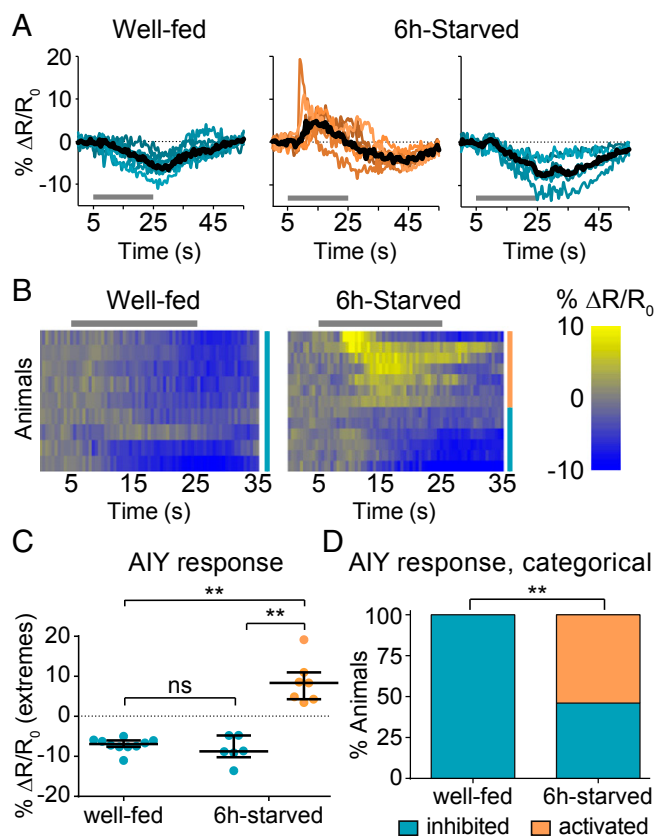 A
Well-fed
6h-Starved
% ΔR/R0
20
10
0
-10
5 25 45
5 25 45
5 25 45
Time (s)
Time (s)
Time (s)
B
Well-fed
6h-Starved
% ΔR/R0
Animals
10
0
-10
5 15 25 35
5 15 25 35
Time (s)
Time (s)
C
AIY response
**
**
ns
% ΔR/R0 (extremes)
20
10
0
-10
-20
well-fed
6h-starved
D
AIY response, categorical
**
% Animals
100
75
50
25
0
well-fed
6h-starved
inhibited
activated